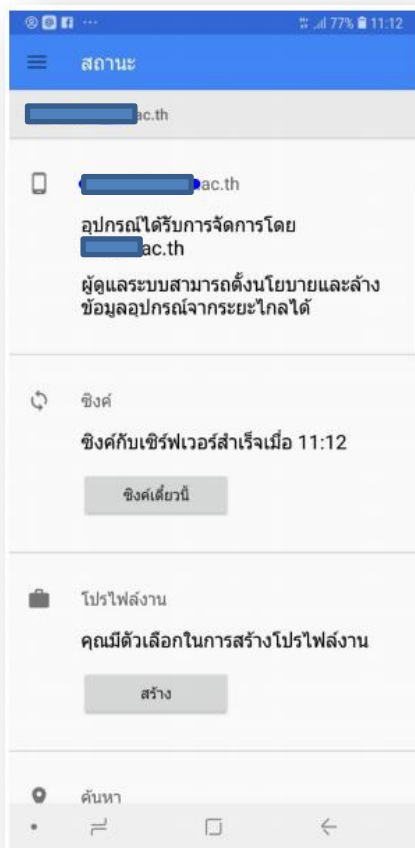 77% 11:12
สถานะ
ac.th
ac.th
อุปกรณ์ได้รับการจัดการโดย
ac.th
ผู้ดูแลระบบสามารถตั้งนโยบายและล้าง
ข้อมูลอุปกรณ์จากระยะไกลได้
ซิงค์
ซิงค์กับเซิร์ฟเวอร์สำเร็จเมื่อ 11:12
ซิงค์เดี๋ยวนี้
โปรไฟล์งาน
คุณมีตัวเลือกในการสร้างโปรไฟล์งาน
สร้าง
ค้นหา